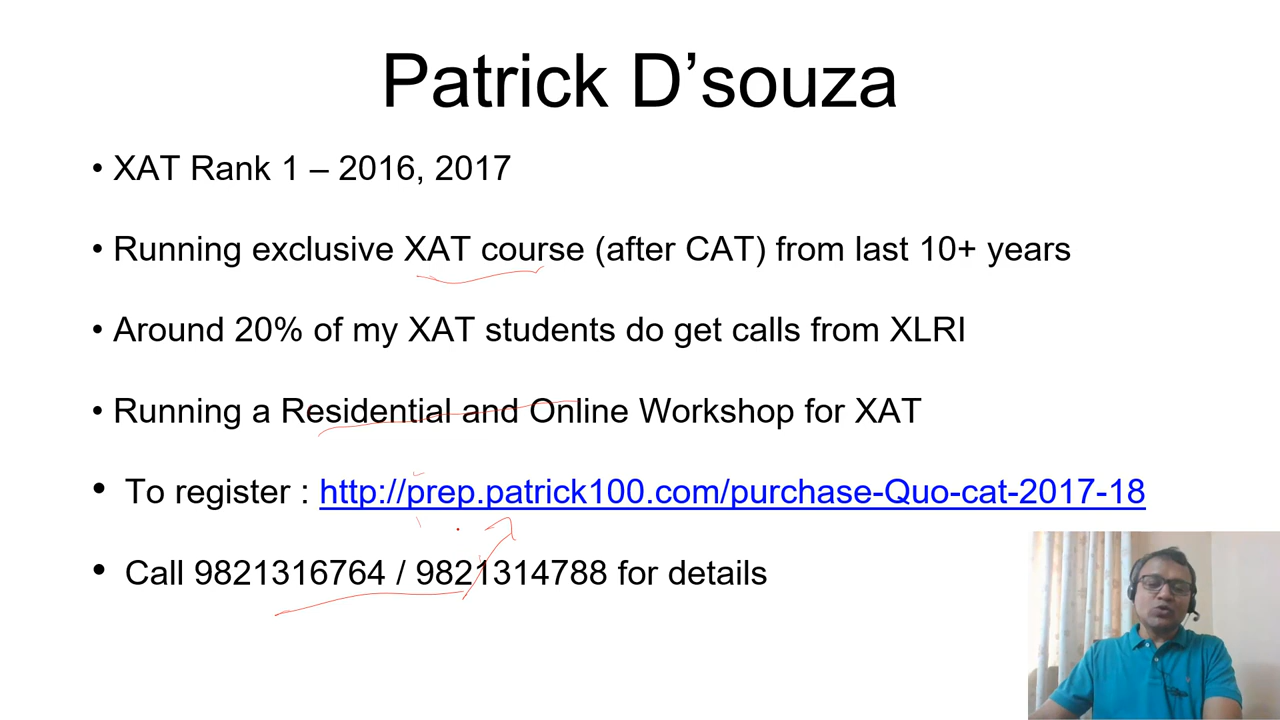 Patrick D’souza
• XAT Rank 1 – 2016, 2017
• Running exclusive XAT course (after CAT) from last 10+ years
• Around 20% of my XAT students do get calls from XLRI
• Running a Residential and Online Workshop for XAT
• To register : http://prep.patrick100.com/purchase-Quo-cat-2017-18
• Call 9821316764 / 9821314788 for details